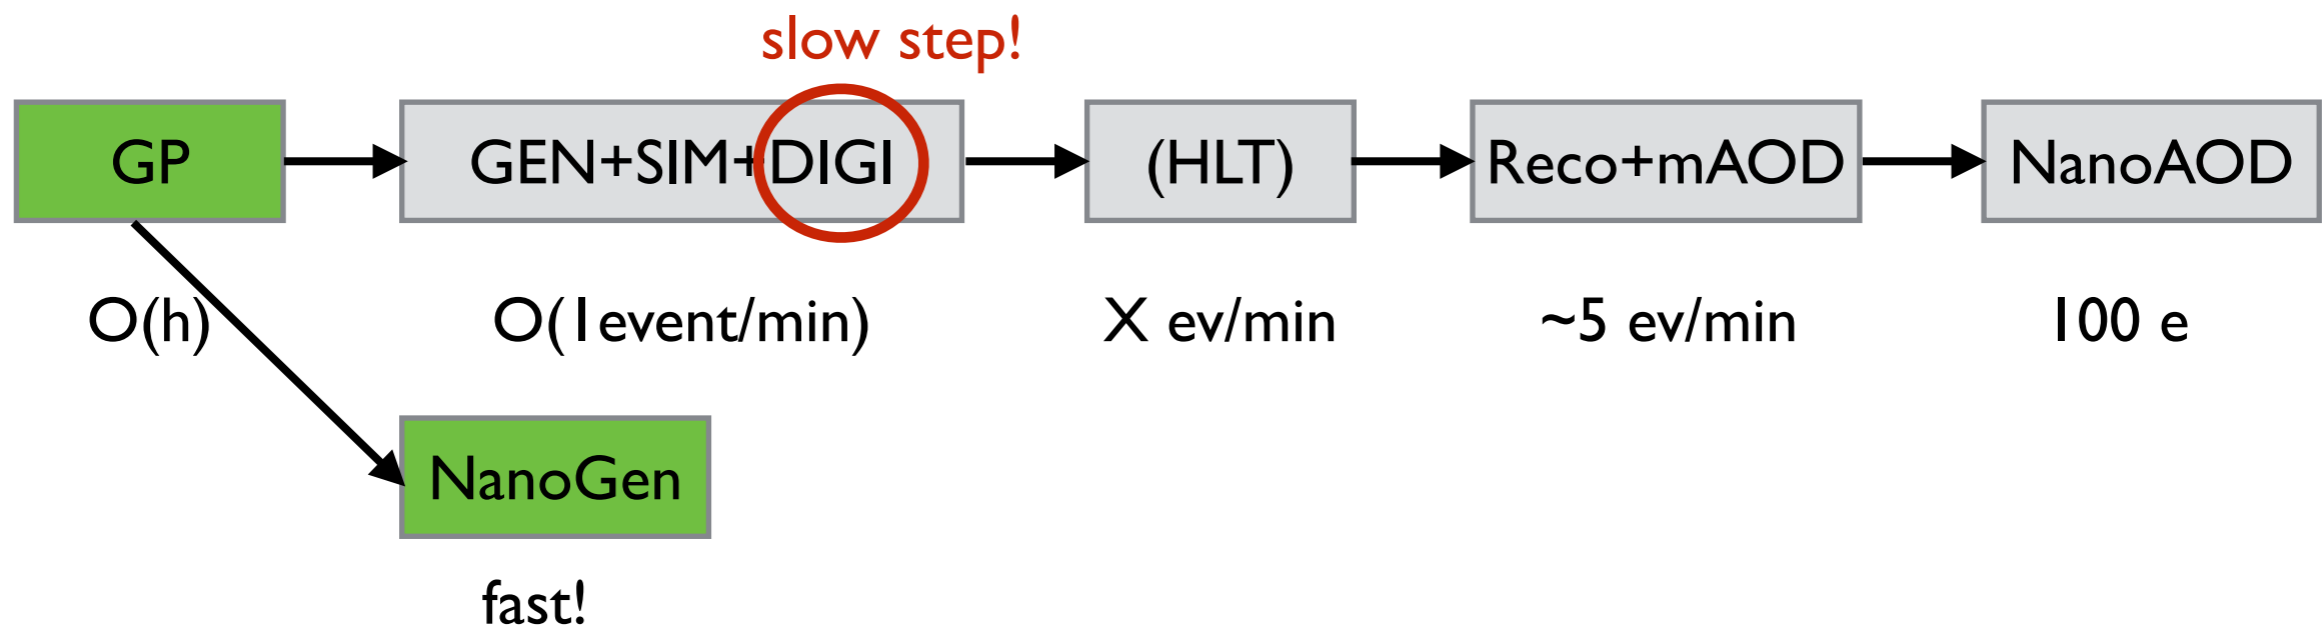 slow step!
GP
GEN+SIM+DIGI
(HLT)
Reco+mAOD
NanoAOD
O(h)
O(1event/min)
X ev/min
~5 ev/min
100 e
NanoGen
fast!